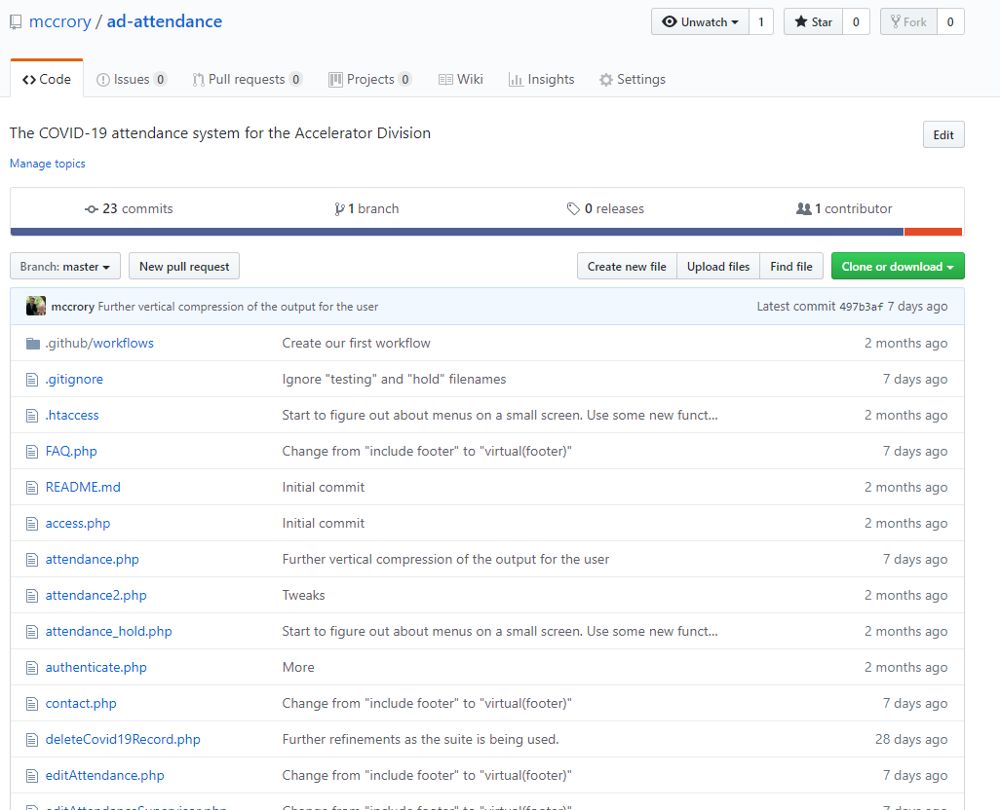 mccrory / ad-attendance
Unwatch 1 Star 0 Fork 0
Code Issues 0 Pull requests 0 Projects 0 Wiki Insights Settings
The COVID-19 attendance system for the Accelerator Division
Edit
Manage topics
23 commits 1 branch 0 releases 1 contributor
Branch: master New pull request Create new file Upload files Find file Clone or download
mccrory Further vertical compression of the output for the user Latest commit 497b3af 7 days ago
.github/workflows Create our first workflow 2 months ago
.gitignore Ignore "testing" and "hold" filenames 7 days ago
.htaccess Start to figure out about menus on a small screen. Use some new funct... 2 months ago
FAQ.php Change from "include footer" to "virtual(footer)" 7 days ago
README.md Initial commit 2 months ago
access.php Initial commit 2 months ago
attendance.php Further vertical compression of the output for the user 7 days ago
attendance2.php Tweaks 2 months ago
attendance_hold.php Start to figure out about menus on a small screen. Use some new funct... 2 months ago
authenticate.php More 2 months ago
contact.php Change from "include footer" to "virtual(footer)" 7 days ago
deleteCovid19Record.php Further refinements as the suite is being used. 28 days ago
editAttendance.php Change from "include footer" to "virtual(footer)" 7 days ago